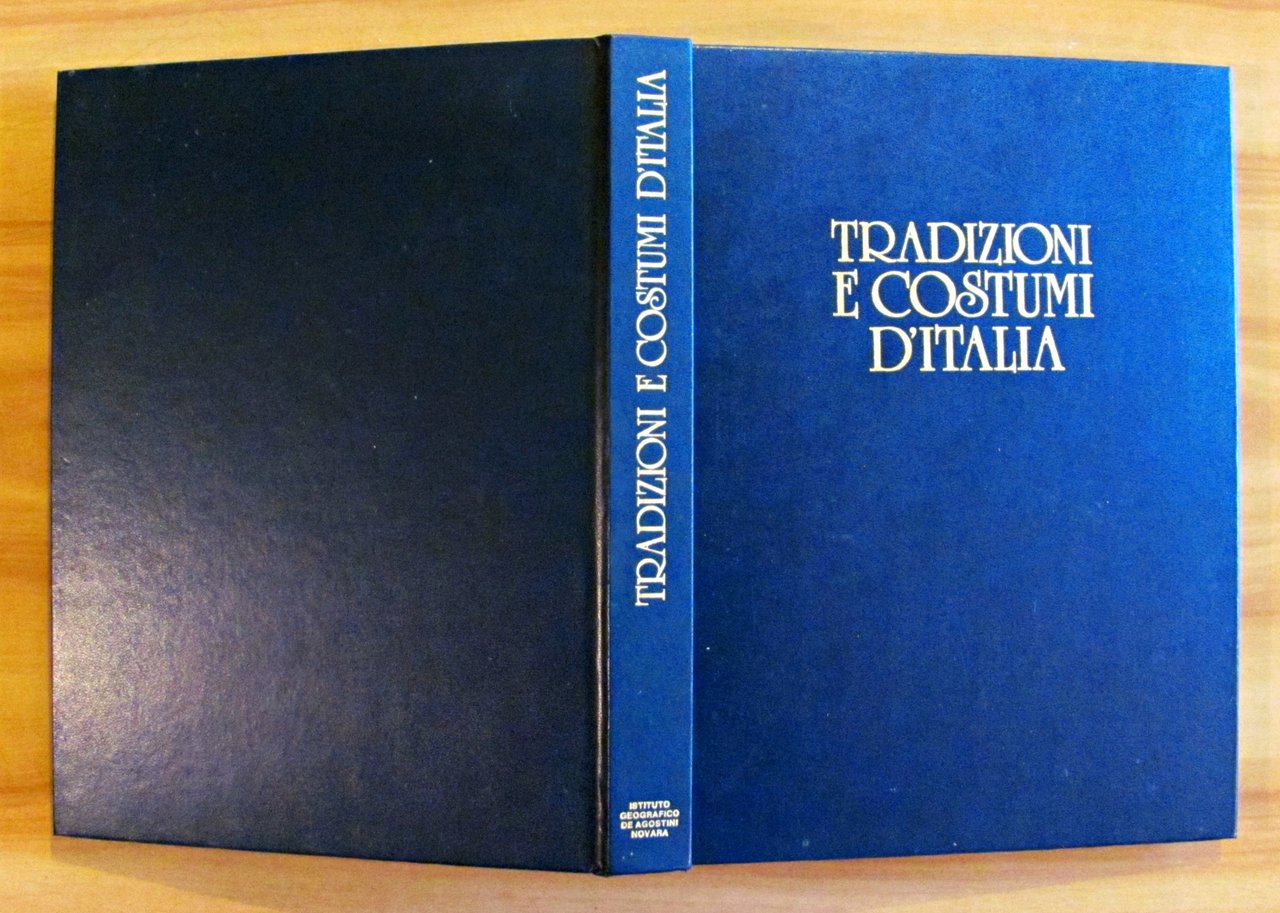 TRADIZIONI E COSTUMI D'ITALIA
ISTITUTO
GEOGRAFICO
DE AGOSTINI
NOVARA
TRADIZIONI
E COSTUMI
D'ITALIA